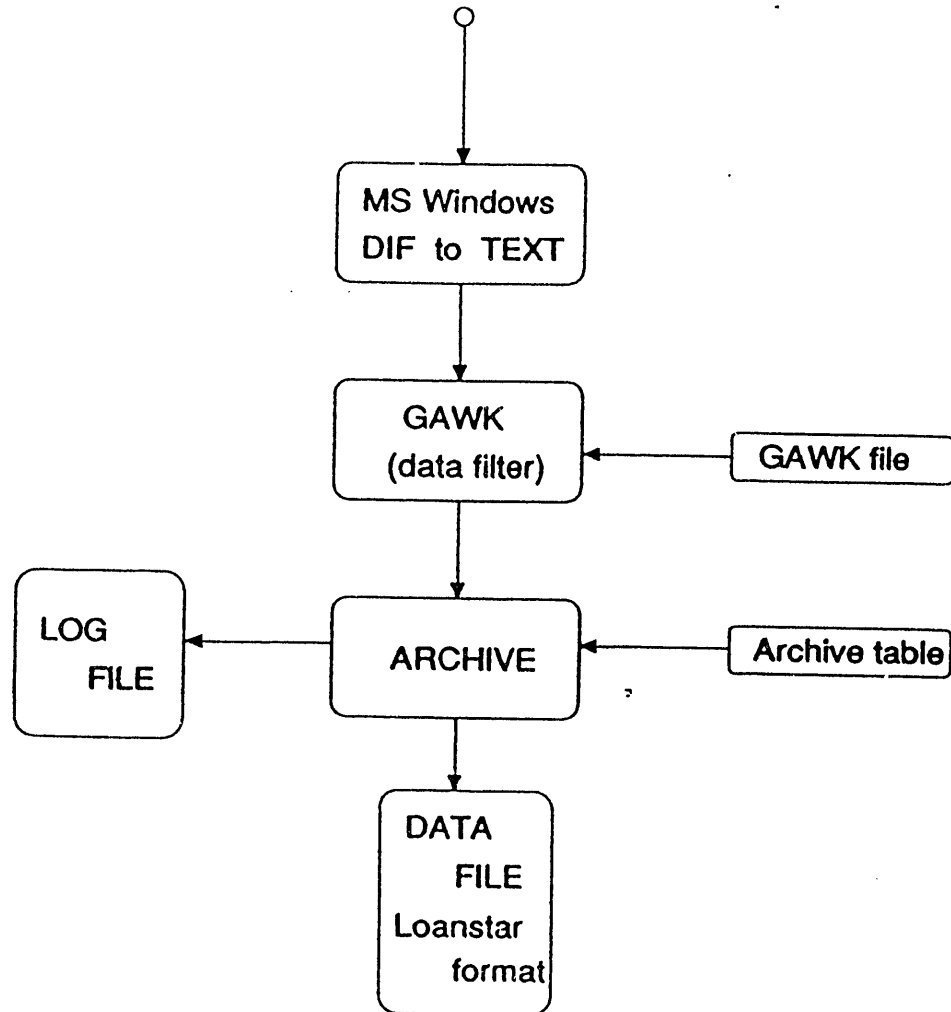 MS Windows
DIF to TEXT
GAWK
(data filter)
GAWK file
LOG
FILE
ARCHIVE
Archive table
DATA
FILE
Loanstar
format